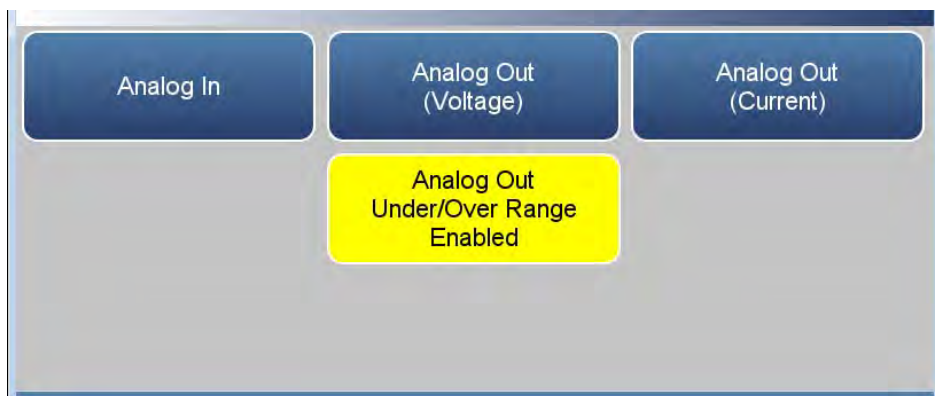 Analog In
Analog Out
(Voltage)
Analog Out
(Current)
Analog Out
Under/Over Range
Enabled